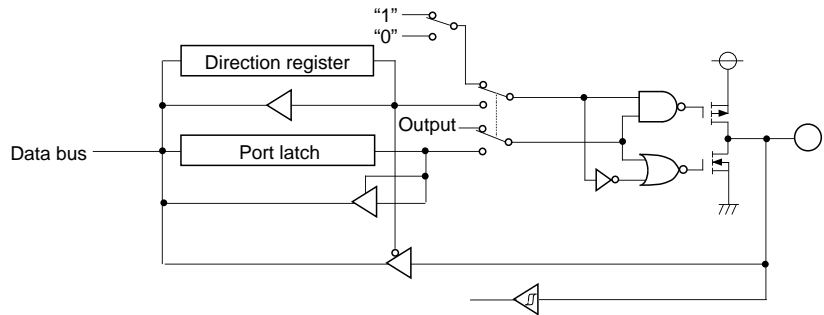 “1”
“0”
Direction register
Output
Data bus
Port latch